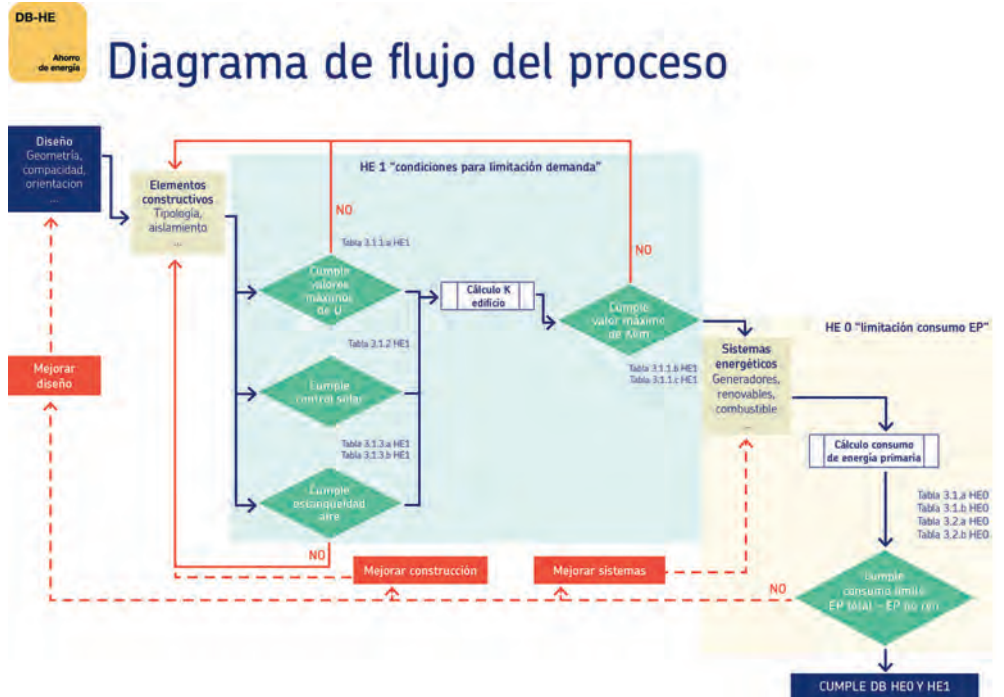 DB-HE
Ahorro
de energía
Diagrama de flujo del proceso
Diseño
Geometría,
compacidad,
orientacion
...
Elementos
constructivos
Tipología,
aislamiento
...
HE 1 "condiciones para limitación demanda"
NO
NO
Tabla 3.1.1.a HE1
Cumple
valores
máximos
de U
Cálculo K
edificio
Cumple
valor máximo
de Klim
Tabla 3.1.1.b HE1
Tabla 3.1.1.c HE1
Tabla 3.1.2 HE1
Cumple
control solar
Tabla 3.1.3.a HE1
Tabla 3.1.3.b HE1
Cumple
estanqueidad
aire
NO
HE 0 "limitación consumo EP"
Sistemas
energéticos
Generadores,
renovables,
combustible
...
Cálculo consumo
de energía primaria
Tabla 3.1.a HE0
Tabla 3.1.b HE0
Tabla 3.2.a HE0
Tabla 3.2.b HE0
Mejorar
diseño
Mejorar construcción
Mejorar sistemas
NO
Cumple
consumo límite
EP – EP no ren
CUMPLE DB HE0 Y HE1